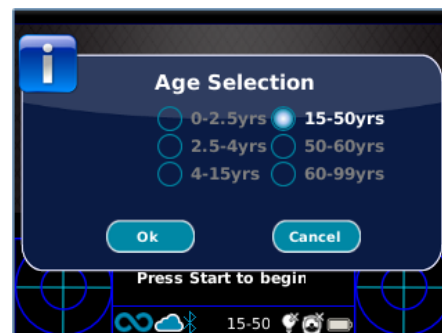 i
Age Selection
0-2.5yrs 15-50yrs
2.5-4yrs 50-60yrs
4-15yrs 60-99yrs
Ok Cancel
Press Start to begin
15-50